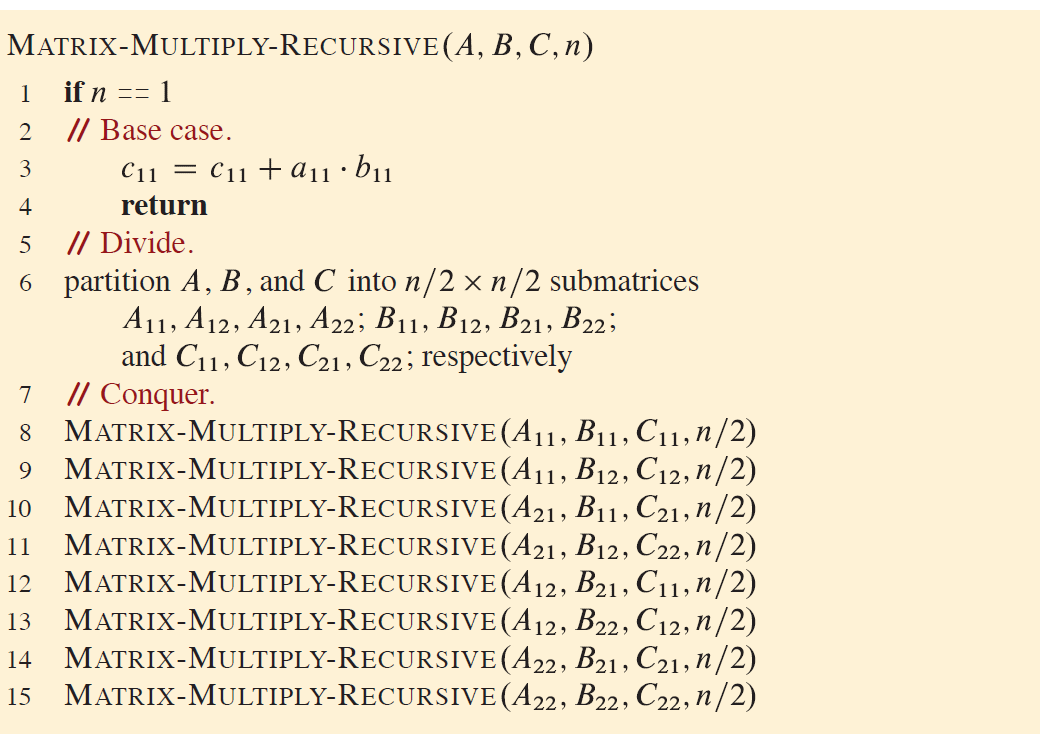 MATRIX-MULTIPLY-RECURSIVE(A, B, C, n)
1 if n == 1
2 // Base case.
3 c₁₁ = c₁₁ + a₁₁ · b₁₁
4 return
5 // Divide.
6 partition A, B, and C into n/2 × n/2 submatrices
A₁₁, A₁₂, A₂₁, A₂₂; B₁₁, B₁₂, B₂₁, B₂₂;
and C₁₁, C₁₂, C₂₁, C₂₂; respectively
7 // Conquer.
8 MATRIX-MULTIPLY-RECURSIVE(A₁₁, B₁₁, C₁₁, n/2)
9 MATRIX-MULTIPLY-RECURSIVE(A₁₁, B₁₂, C₁₂, n/2)
10 MATRIX-MULTIPLY-RECURSIVE(A₂₁, B₁₁, C₂₁, n/2)
11 MATRIX-MULTIPLY-RECURSIVE(A₂₁, B₁₂, C₂₂, n/2)
12 MATRIX-MULTIPLY-RECURSIVE(A₁₂, B₂₁, C₁₁, n/2)
13 MATRIX-MULTIPLY-RECURSIVE(A₁₂, B₂₂, C₁₂, n/2)
14 MATRIX-MULTIPLY-RECURSIVE(A₂₂, B₂₁, C₂₁, n/2)
15 MATRIX-MULTIPLY-RECURSIVE(A₂₂, B₂₂, C₂₂, n/2)